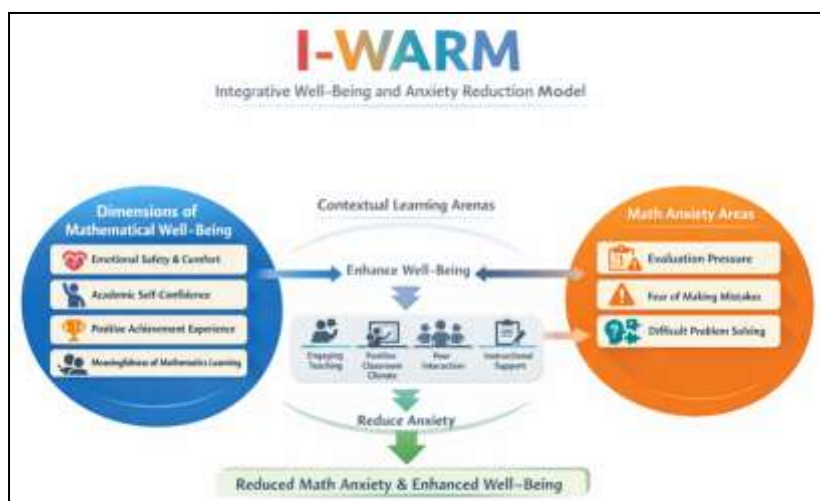 I-WARM
Integrative Well-Being and Anxiety Reduction Model
Dimensions of
Mathematical Well-Being
Emotional Safety & Comfort
Academic Self-Confidence
Positive Achievement Experience
Meaningfulness of Mathematics Learning
Contextual Learning Arenas
Enhance Well-Being
Engaging
Teaching
Positive
Classroom
Climate
Peer
Interaction
Instructional
Support
Reduce Anxiety
Reduced Math Anxiety & Enhanced Well-Being
Math Anxiety Areas
Evaluation Pressure
Fear of Making Mistakes
Difficult Problem Solving